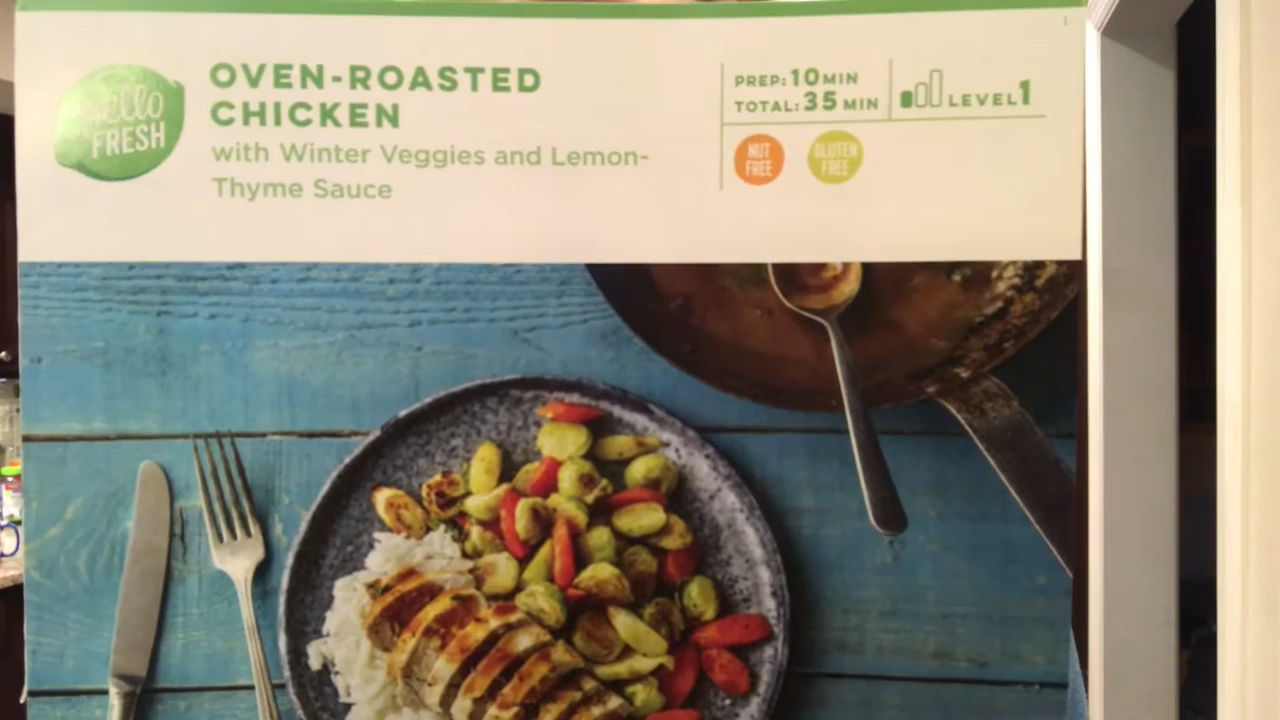 hello
FRESH
OVEN-ROASTED
CHICKEN
with Winter Veggies and Lemon-
Thyme Sauce
PREP: 10 MIN
TOTAL: 35 MIN
LEVEL 1
NUT
FREE
GLUTEN
FREE